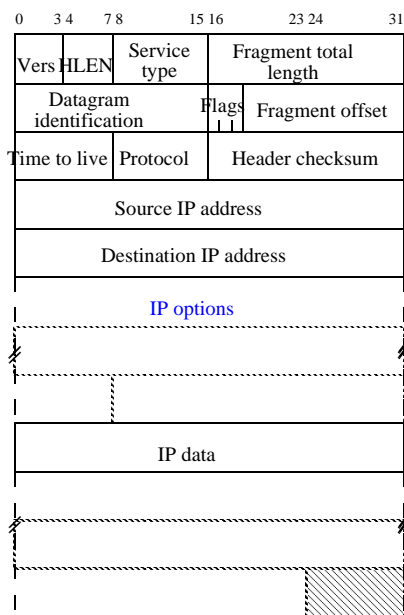 0 3 4 7 8 15 16 23 24 31
Vers HLEN Service type Fragment total length
Datagram identification Flags Fragment offset
Time to live Protocol Header checksum
Source IP address
Destination IP address
IP options
IP data